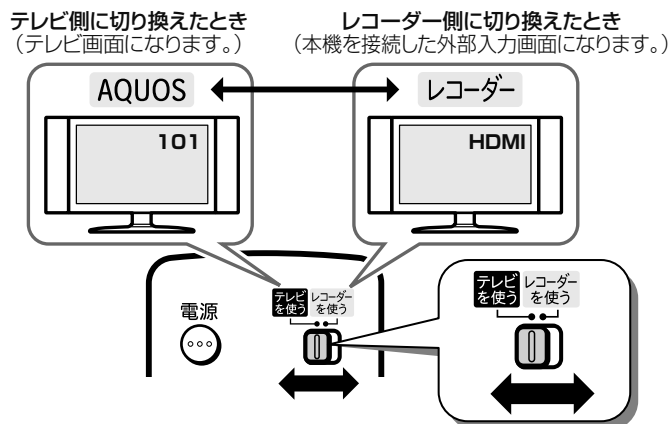 テレビ側に切り換えたとき
（テレビ画面になります。）
レコーダー側に切り換えたとき
（本機を接続した外部入力画面になります。）
AQUOS
レコーダー
101
HDMI
電源
テレビ
を使う
レコーダー
を使う
テレビ
を使う
レコーダー
を使う